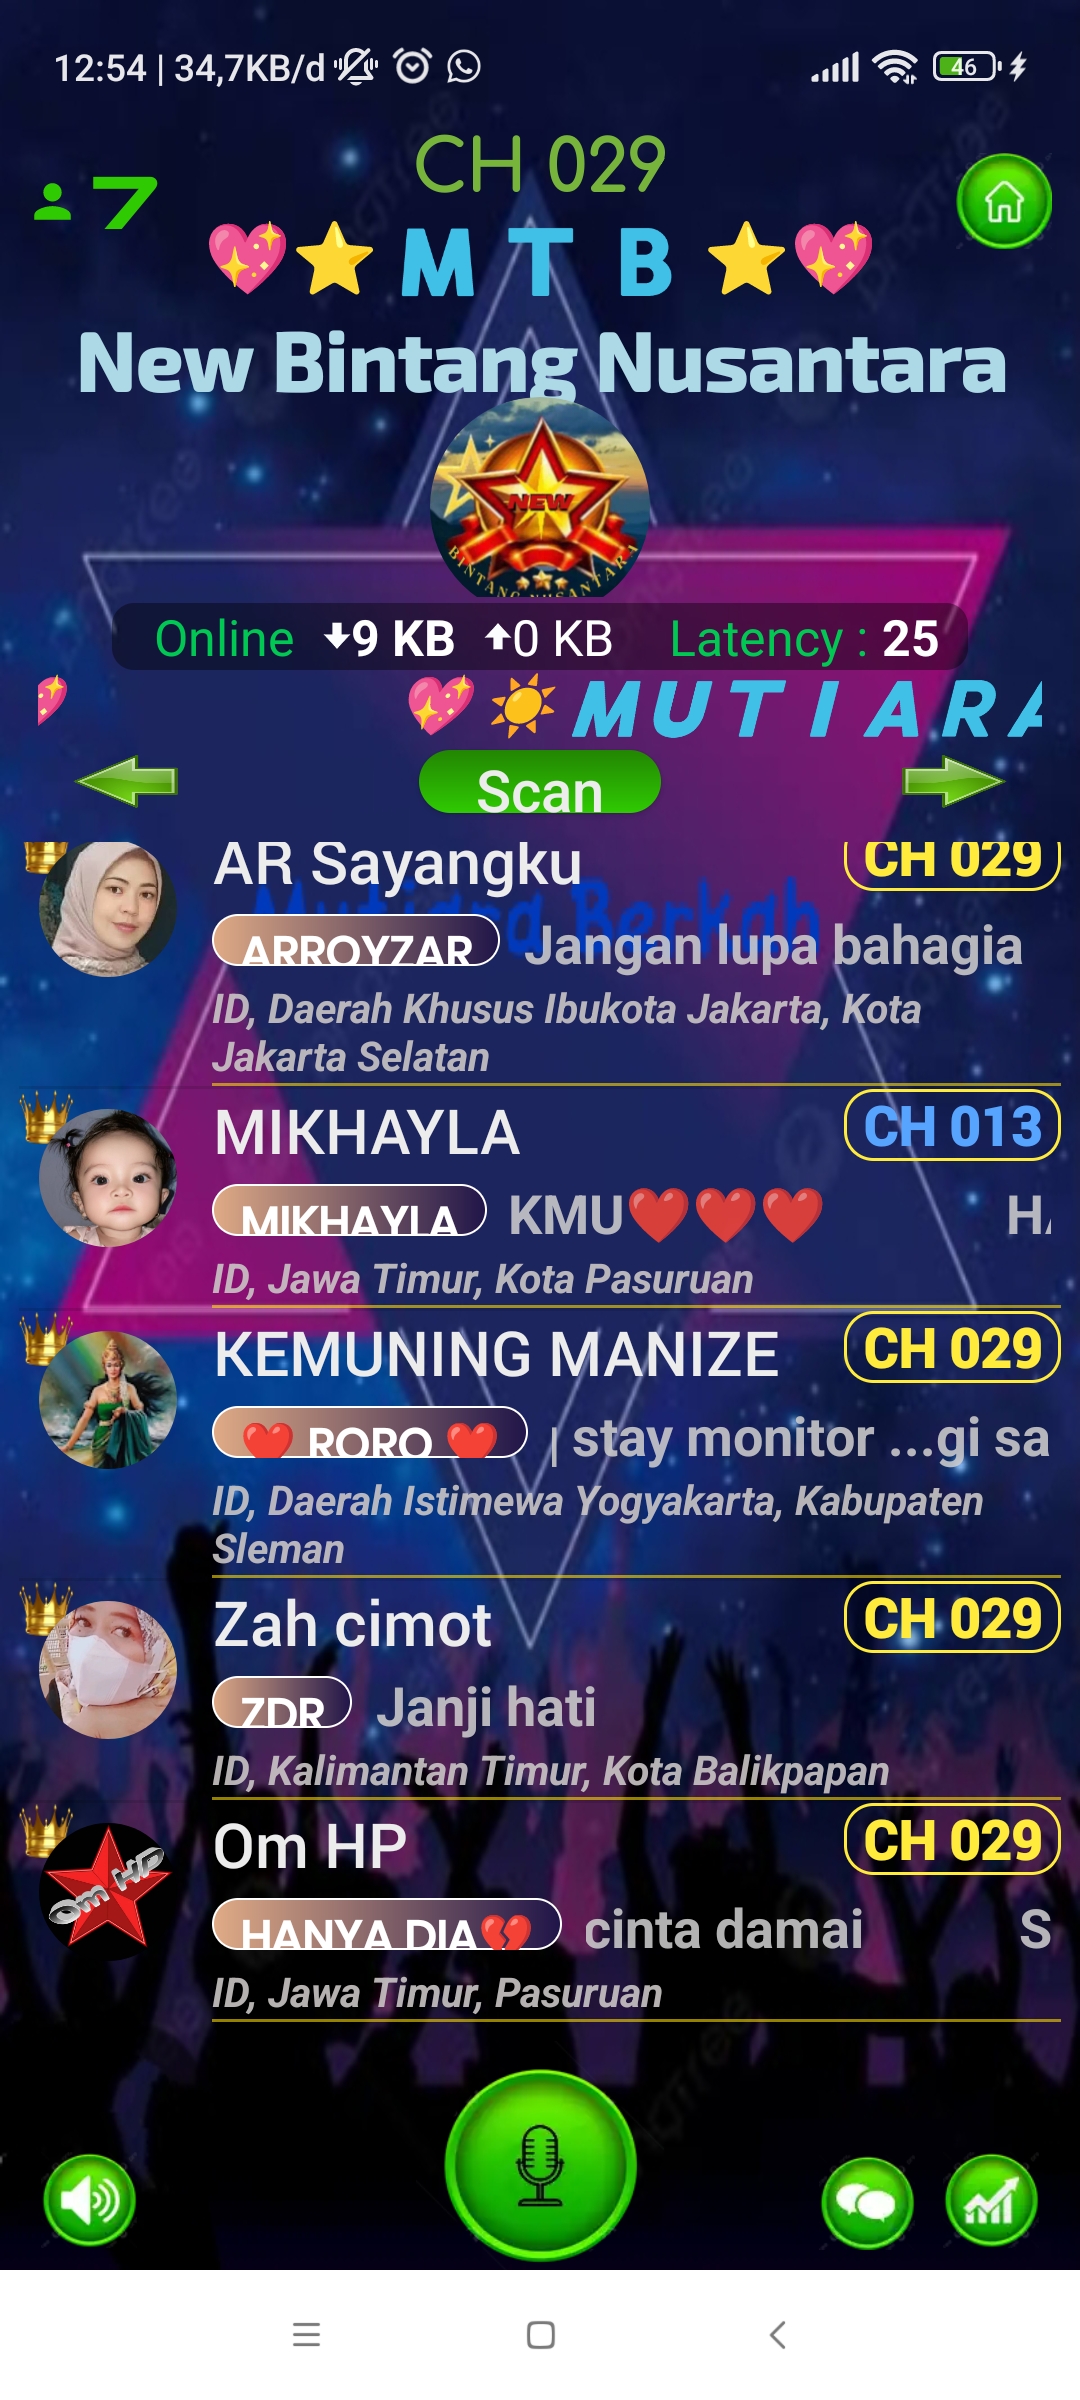 12:54 | 34,7KB/d
46
CH 029
7
💖⭐ M T B ⭐💖
New Bintang Nusantara
NEW
BINTANG NUSANTARA
Online 9 KB 0 KB Latency : 25
💖 💖☀️ MUTIARA
Scan
AR Sayangku CH 029
Mutiara Berkah
ARROYZAR Jangan lupa bahagia
ID, Daerah Khusus Ibukota Jakarta, Kota
Jakarta Selatan
MIKHAYLA CH 013
MIKHAYLA KMU❤️❤️❤️
ID, Jawa Timur, Kota Pasuruan
KEMUNING MANIZE CH 029
❤️ RORO ❤️ | stay monitor ...gi sa
ID, Daerah Istimewa Yogyakarta, Kabupaten
Sleman
Zah cimot CH 029
ZDR Janji hati
ID, Kalimantan Timur, Kota Balikpapan
Om HP
Om HP CH 029
HANYA DIA💔 cinta damai S
ID, Jawa Timur, Pasuruan